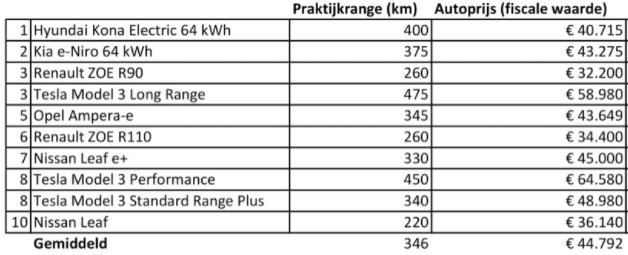 Praktijkrange (km) Autoprijs (fiscale waarde)
1 Hyundai Kona Electric 64 kWh 400 € 40.715
2 Kia e-Niro 64 kWh 375 € 43.275
3 Renault ZOE R90 260 € 32.200
3 Tesla Model 3 Long Range 475 € 58.980
5 Opel Ampera-e 345 € 43.649
6 Renault ZOE R110 260 € 34.400
7 Nissan Leaf e+ 330 € 45.000
8 Tesla Model 3 Performance 450 € 64.580
8 Tesla Model 3 Standard Range Plus 340 € 48.980
10 Nissan Leaf 220 € 36.140
Gemiddeld 346 € 44.792